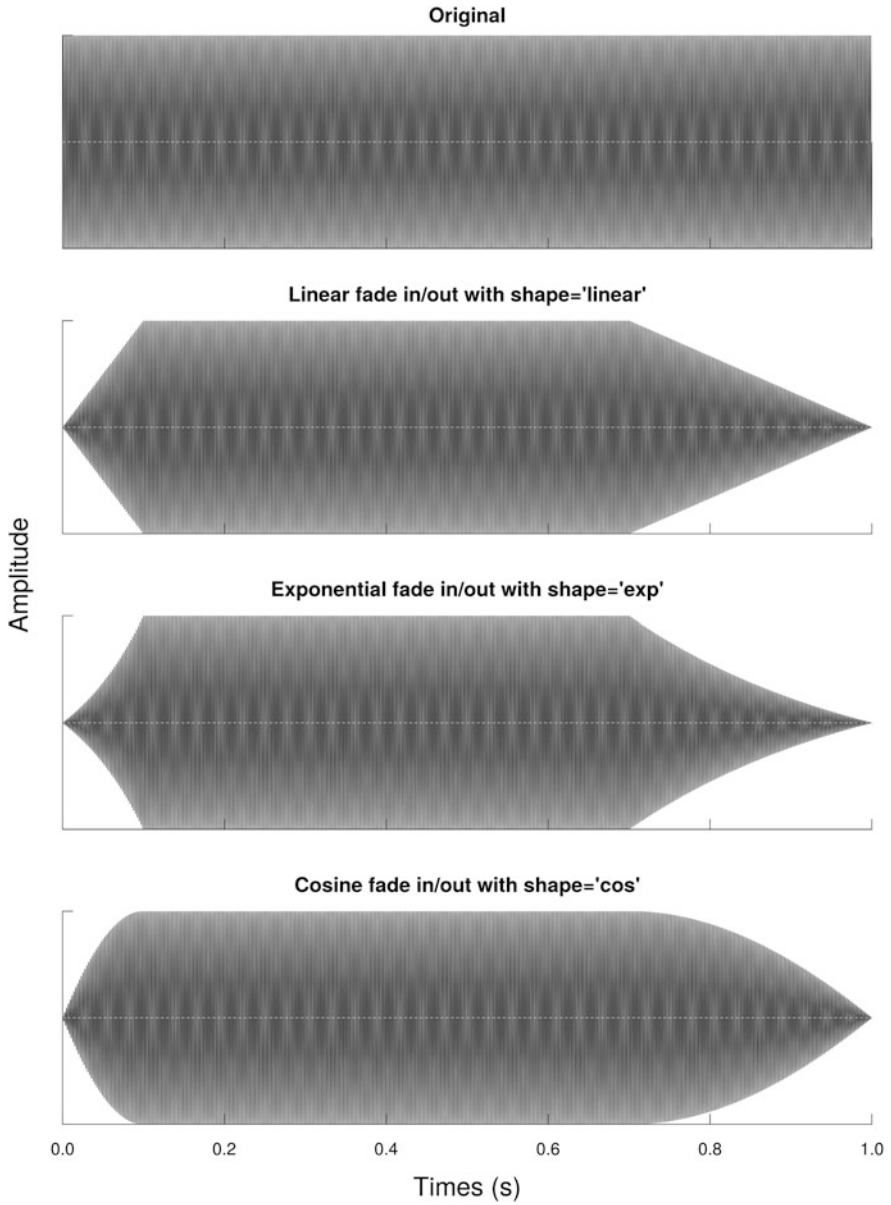 Original
Linear fade in/out with shape='linear'
Exponential fade in/out with shape='exp'
Cosine fade in/out with shape='cos'
Amplitude
0.0 0.2 0.4 0.6 0.8 1.0
Times (s)